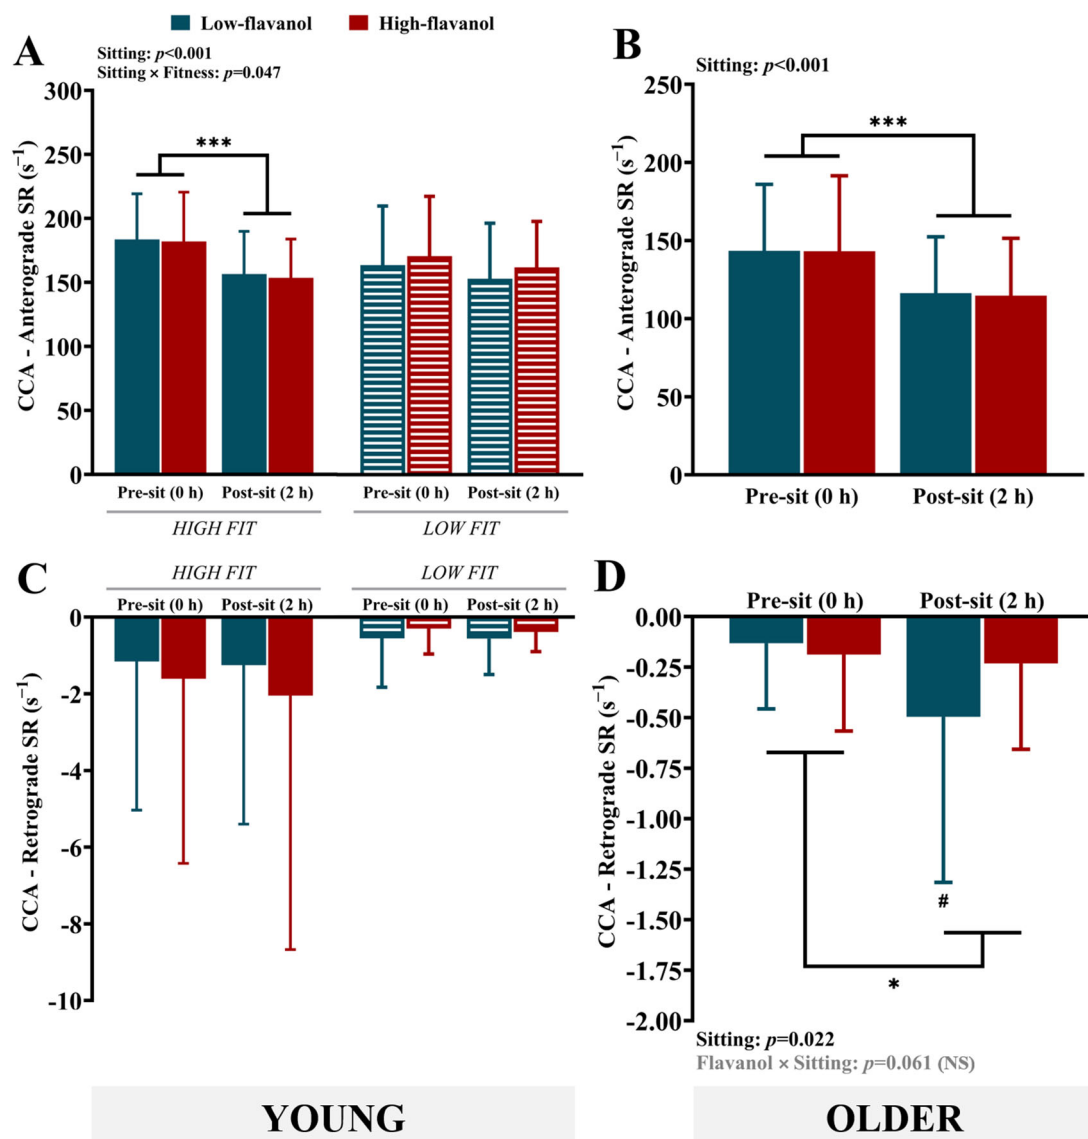 Low-flavanol High-flavanol
A
Sitting: p<0.001
Sitting × Fitness: p=0.047
CCA - Anterograde SR (s⁻¹)
300
250
200
150
100
50
0
***
Pre-sit (0 h) Post-sit (2 h) Pre-sit (0 h) Post-sit (2 h)
HIGH FIT LOW FIT
B
Sitting: p<0.001
CCA - Anterograde SR (s⁻¹)
250
200
150
100
50
0
***
Pre-sit (0 h) Post-sit (2 h)
C
HIGH FIT LOW FIT
Pre-sit (0 h) Post-sit (2 h) Pre-sit (0 h) Post-sit (2 h)
CCA - Retrograde SR (s⁻¹)
0
-2
-4
-6
-8
-10
D
Pre-sit (0 h) Post-sit (2 h)
CCA - Retrograde SR (s⁻¹)
0.00
-0.25
-0.50
-0.75
-1.00
-1.25
-1.50
-1.75
-2.00
#
*
Sitting: p=0.022
Flavanol × Sitting: p=0.061 (NS)
YOUNG OLDER